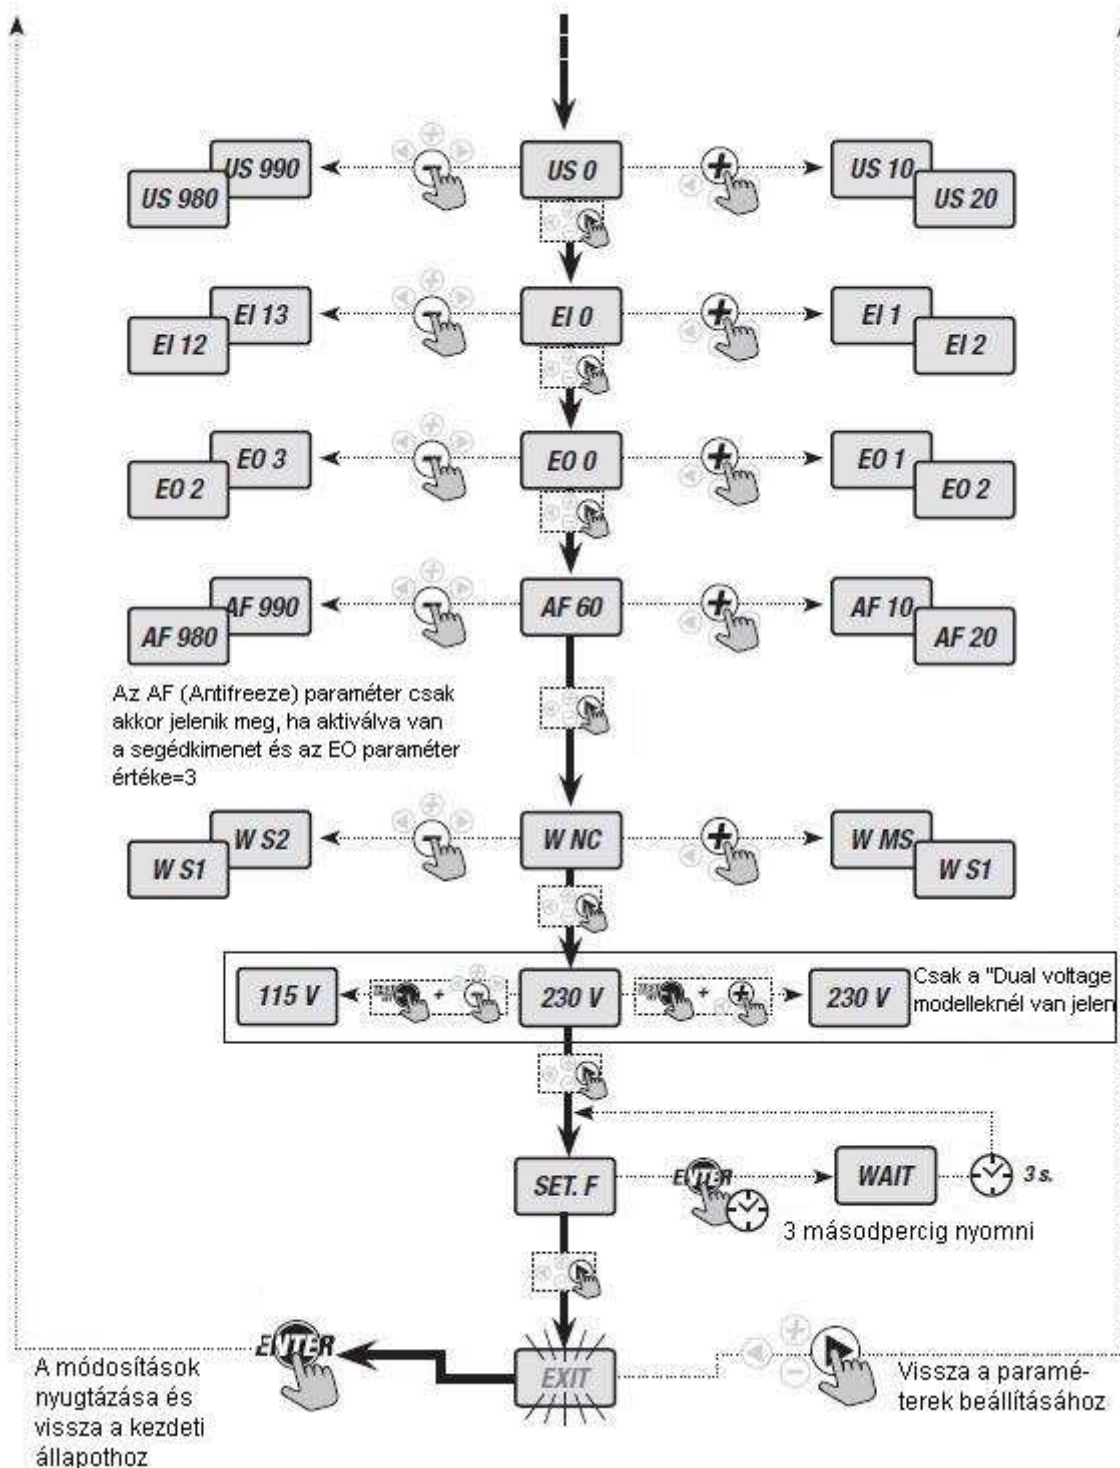 US 990
US 980
US 0
US 10
US 20
EI 13
EI 12
EI 0
EI 1
EI 2
EO 3
EO 2
EO 0
EO 1
EO 2
AF 990
AF 980
AF 60
AF 10
AF 20
Az AF (Antifreeze) paraméter csak
akkor jelenik meg, ha aktiválva van
a segédkimenet és az EO paraméter
értéke=3
W S2
W S1
W NC
W MS
W S1
115 V
+
230 V
+
230 V
Csak a "Dual voltage
modelleknél van jelen
SET. F
ENTER
WAIT
3 s.
3 másodpercig nyomni
ENTER
EXIT
A módosítások
nyugtázása és
vissza a kezdeti
állapothoz
Vissza a paramé-
terek beállításához